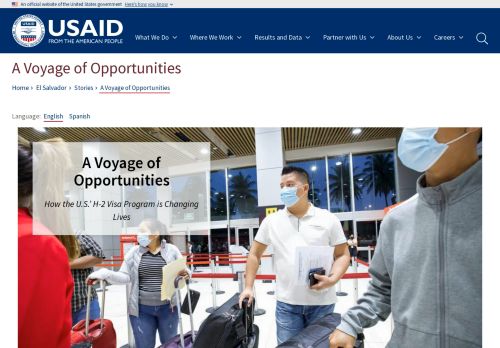 An official website of the United States government Here's how you know
USAID
FROM THE AMERICAN PEOPLE
What We Do
Where We Work
Results and Data
Partner with Us
About Us
Careers
A Voyage of Opportunities
Home › El Salvador › Stories › A Voyage of Opportunities
Language: English Spanish
A Voyage of
Opportunities
How the U.S.' H-2 Visa Program is Changing
Lives